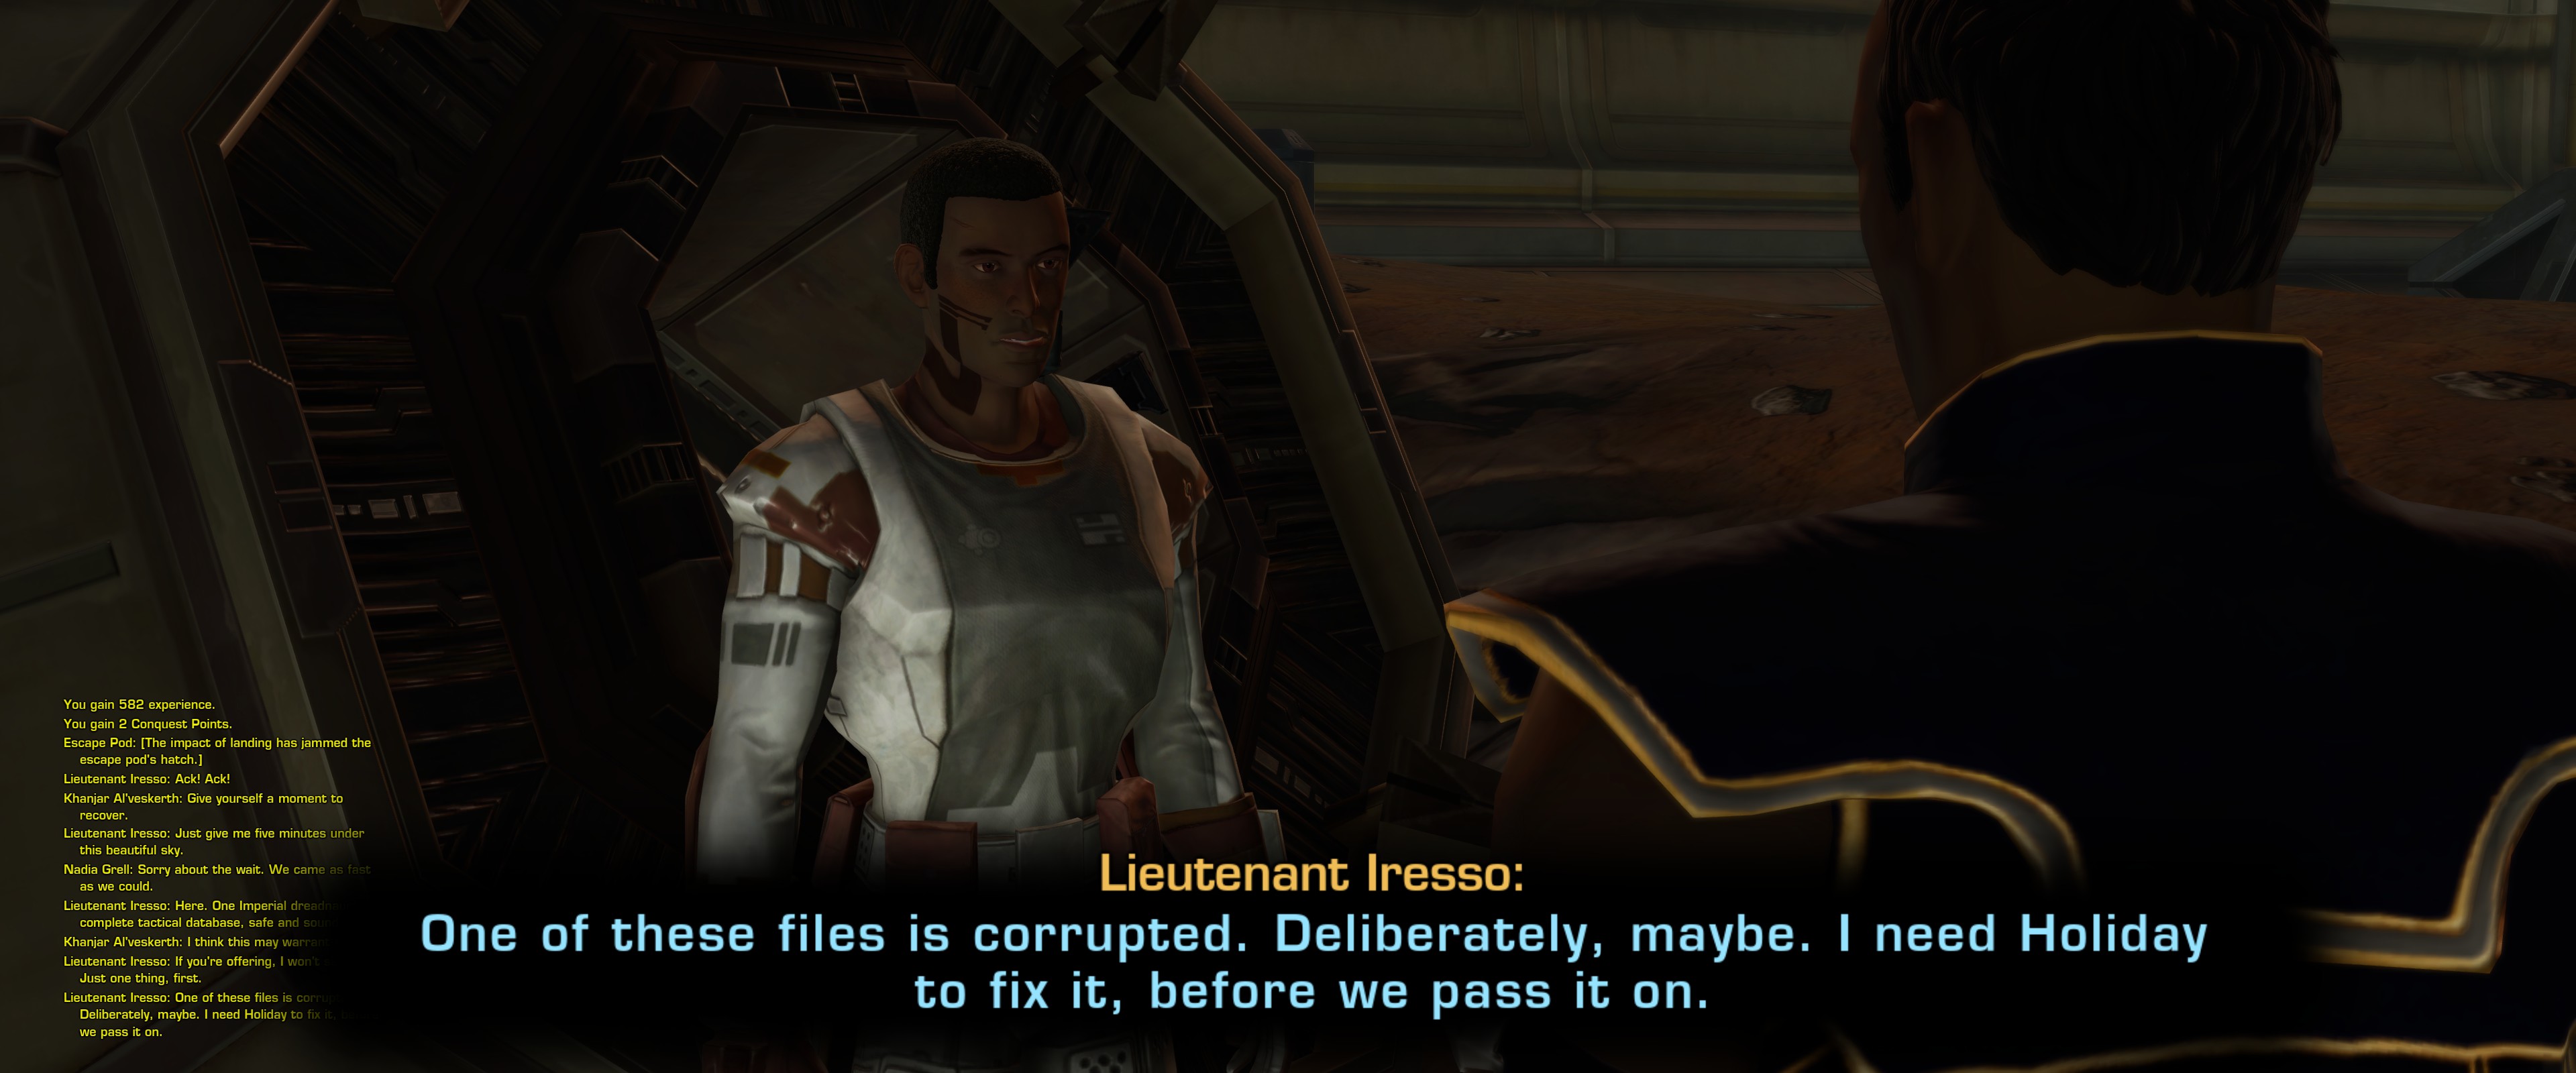 You gain 582 experience.
You gain 2 Conquest Points.
Escape Pod: [The impact of landing has jammed the
escape pod's hatch.]
Lieutenant Iresso: Ack! Ack!
Khanjar Al'veskerth: Give yourself a moment to
recover.
Lieutenant Iresso: Just give me five minutes under
this beautiful sky.
Nadia Grell: Sorry about the wait. We came as fast
as we could.
Lieutenant Iresso: Here. One Imperial
complete tactical database, safe and sound
Khanjar Al'veskerth: I think this may warrant
Lieutenant Iresso: If you're offering, I won't
Just one thing, first.
Lieutenant Iresso: One of these files is
Deliberately, maybe. I need Holiday to fix it,
we pass it on.
Lieutenant Iresso:
One of these files is corrupted. Deliberately, maybe. I need Holiday
to fix it, before we pass it on.